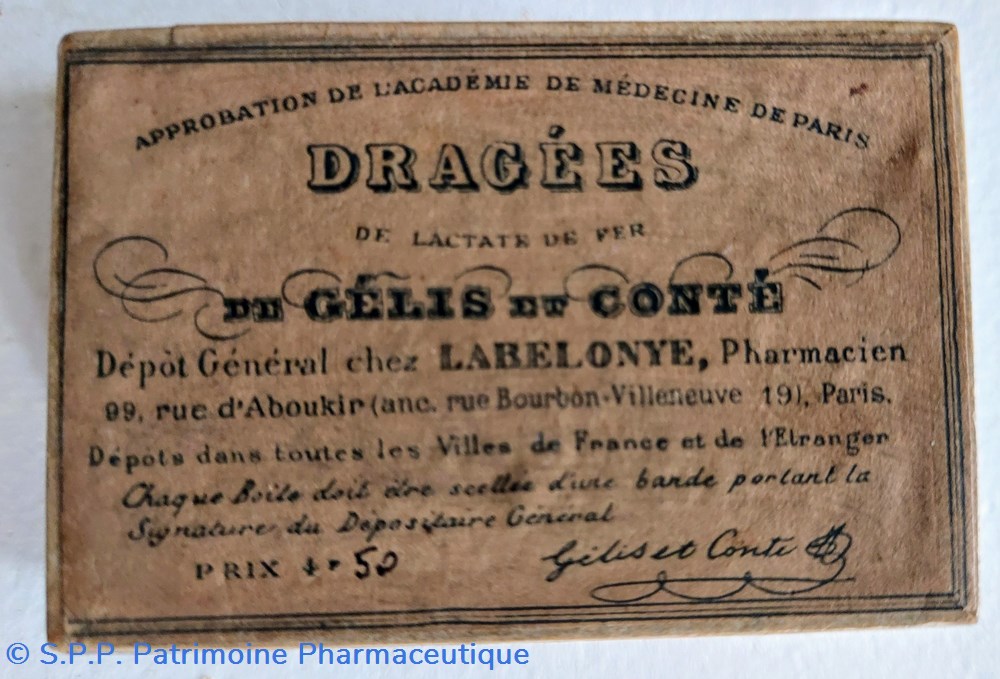 APPROBATION DE L'ACADÉMIE DE MÉDECINE DE PARIS
DRAGÉES
DE LACTATE DE FER
DE GÉLIS ET CONTÉ
Dépôt Général chez LABELONYE, Pharmacien
99, rue d'Aboukir (anc. rue Bourbon-Villeneuve 19), Paris.
Dépots dans toutes les Villes de France et de l'Etranger
Chaque Boite doit être scellée d'une bande portant la
Signature du Dépositaire Général
PRIX 4 F 50
Gélis et Conté
© S.P.P. Patrimoine Pharmaceutique